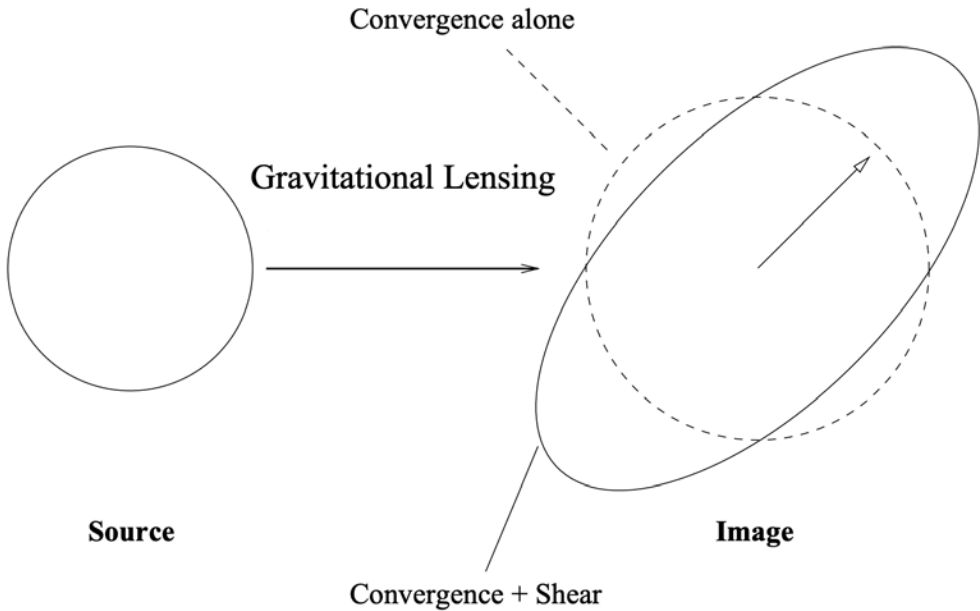 Convergence alone
Gravitational Lensing
Source
Image
Convergence + Shear